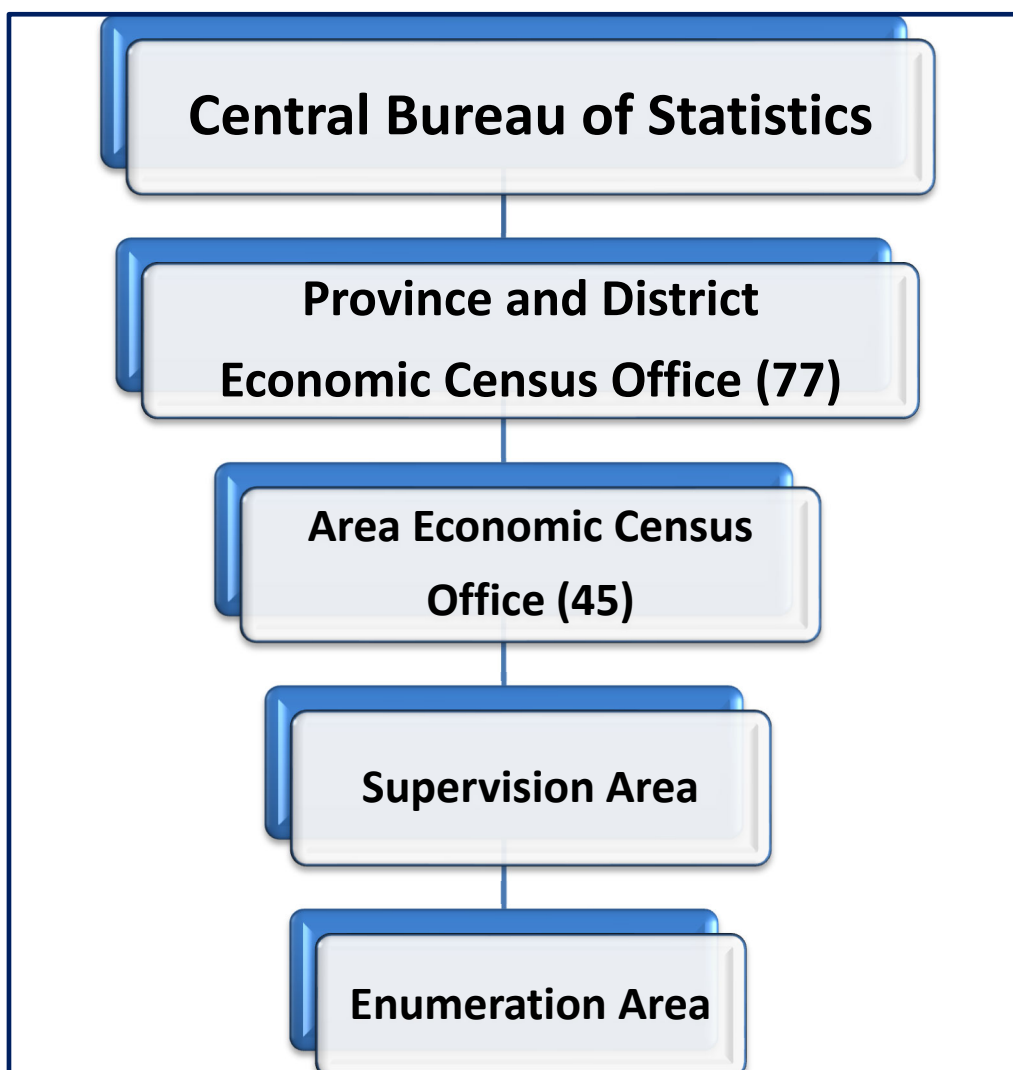 Central Bureau of Statistics
Province and District
Economic Census Office (77)
Area Economic Census
Office (45)
Supervision Area
Enumeration Area